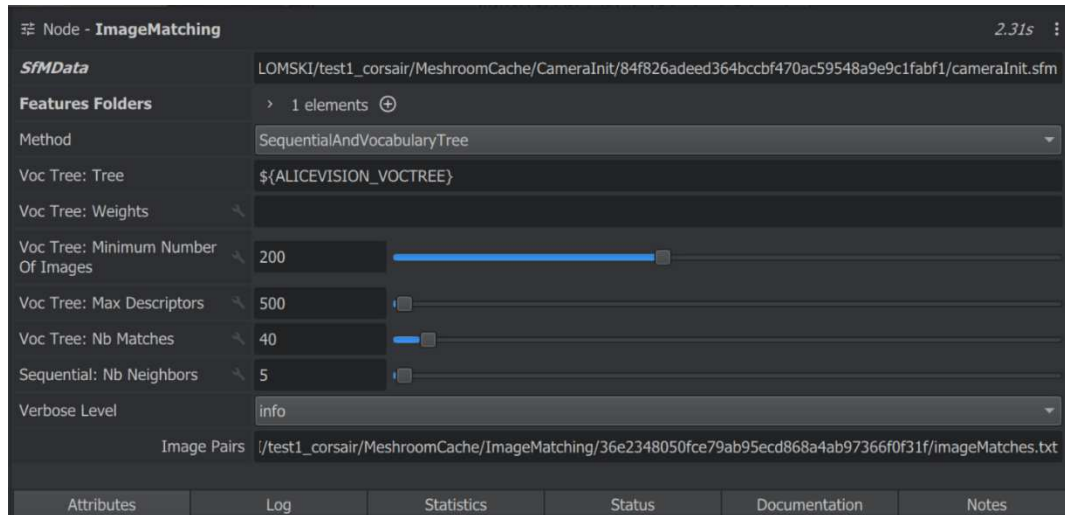 Node - ImageMatching 2.31s
SfMData LOMSKI/test1_corsair/MeshroomCache/CameraInit/84f826adeed364bccbf470ac59548a9e9c1fabf1/cameraInit.sfm
Features Folders 1 elements
Method SequentialAndVocabularyTree
Voc Tree: Tree ${ALICEVISION_VOCTREE}
Voc Tree: Weights
Voc Tree: Minimum Number
Of Images 200
Voc Tree: Max Descriptors 500
Voc Tree: Nb Matches 40
Sequential: Nb Neighbors 5
Verbose Level info
Image Pairs /test1_corsair/MeshroomCache/ImageMatching/36e2348050fce79ab95ecd868a4ab97366f0f31f/imageMatches.txt
Attributes Log Statistics Status Documentation Notes